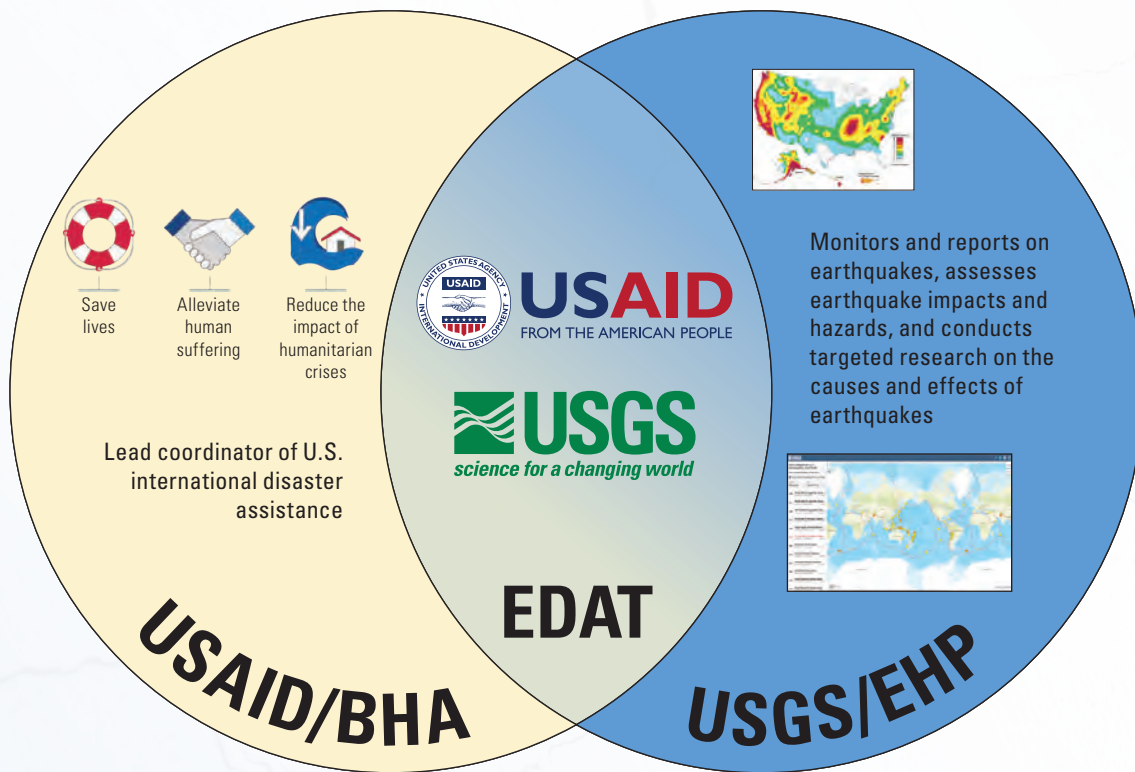 Save
lives
Alleviate
human
suffering
Reduce the
impact of
humanitarian
crises
Lead coordinator of U.S.
international disaster
assistance
USAID/BHA
UNITED STATES AGENCY
USAID
INTERNATIONAL DEVELOPMENT
USAID
FROM THE AMERICAN PEOPLE
USGS
science for a changing world
EDAT
Monitors and reports on
earthquakes, assesses
earthquake impacts and
hazards, and conducts
targeted research on the
causes and effects of
earthquakes
USGS/EHP